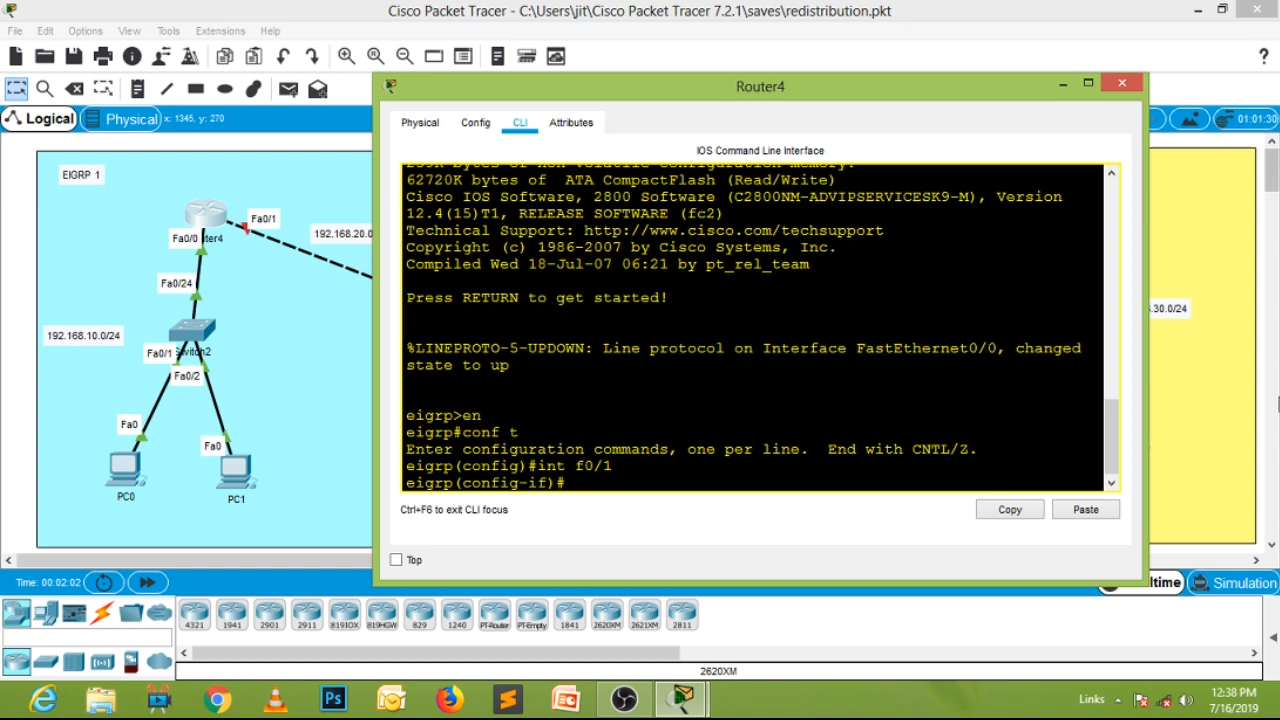 Cisco Packet Tracer - C:\Users\jit\Cisco Packet Tracer 7.2.1\saves\redistribution.pkt
File Edit Options View Tools Extensions Help
?
Router4
Logical Physical x: 1345, y: 270
01:01:30
Physical Config CLI Attributes
IOS Command Line Interface
62720K bytes of ATA CompactFlash (Read/Write)
Cisco IOS Software, 2800 Software (C2800NM-ADVIPSERVICESK9-M), Version
12.4(15)T1, RELEASE SOFTWARE (fc2)
Technical Support: http://www.cisco.com/techsupport
Copyright (c) 1986-2007 by Cisco Systems, Inc.
Compiled Wed 18-Jul-07 06:21 by pt_rel_team
Press RETURN to get started!
%LINEPROTO-5-UPDOWN: Line protocol on Interface FastEthernet0/0, changed
state to up
eigrp>en
eigrp#conf t
Enter configuration commands, one per line. End with CNTL/Z.
eigrp(config)#int f0/1
eigrp(config-if)#
Ctrl+F6 to exit CLI focus
Copy Paste
Top
EIGRP 1
Fa0/1
Fa0/0 ter4
192.168.20.0
Fa0/24
192.168.10.0/24
.30.0/24
Fa0/1 Switch2
Fa0/2
Fa0
Fa0
PC0
PC1
Time: 00:02:02
ltime Simulation
4321 1941 2901 2911 819IOX 819HGW 829 1240 PT-Router PT-Empty 1841 2620XM 2621XM 2811
2620XM
Ps
Links
12:38 PM
7/16/2019